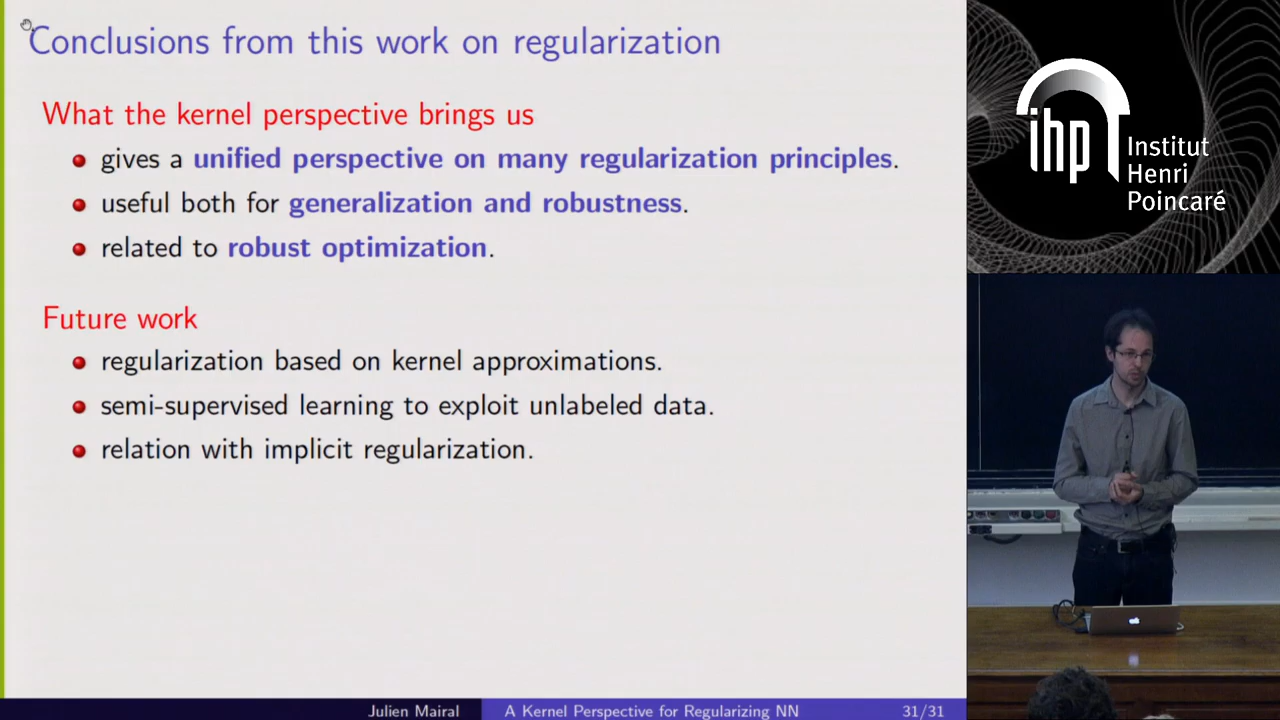 Conclusions from this work on regularization
What the kernel perspective brings us
gives a unified perspective on many regularization principles.
useful both for generalization and robustness.
related to robust optimization.
Future work
regularization based on kernel approximations.
semi-supervised learning to exploit unlabeled data.
relation with implicit regularization.
Julien Mairal
A Kernel Perspective for Regularizing NN
31/31
ihp
Institut
Henri
Poincaré